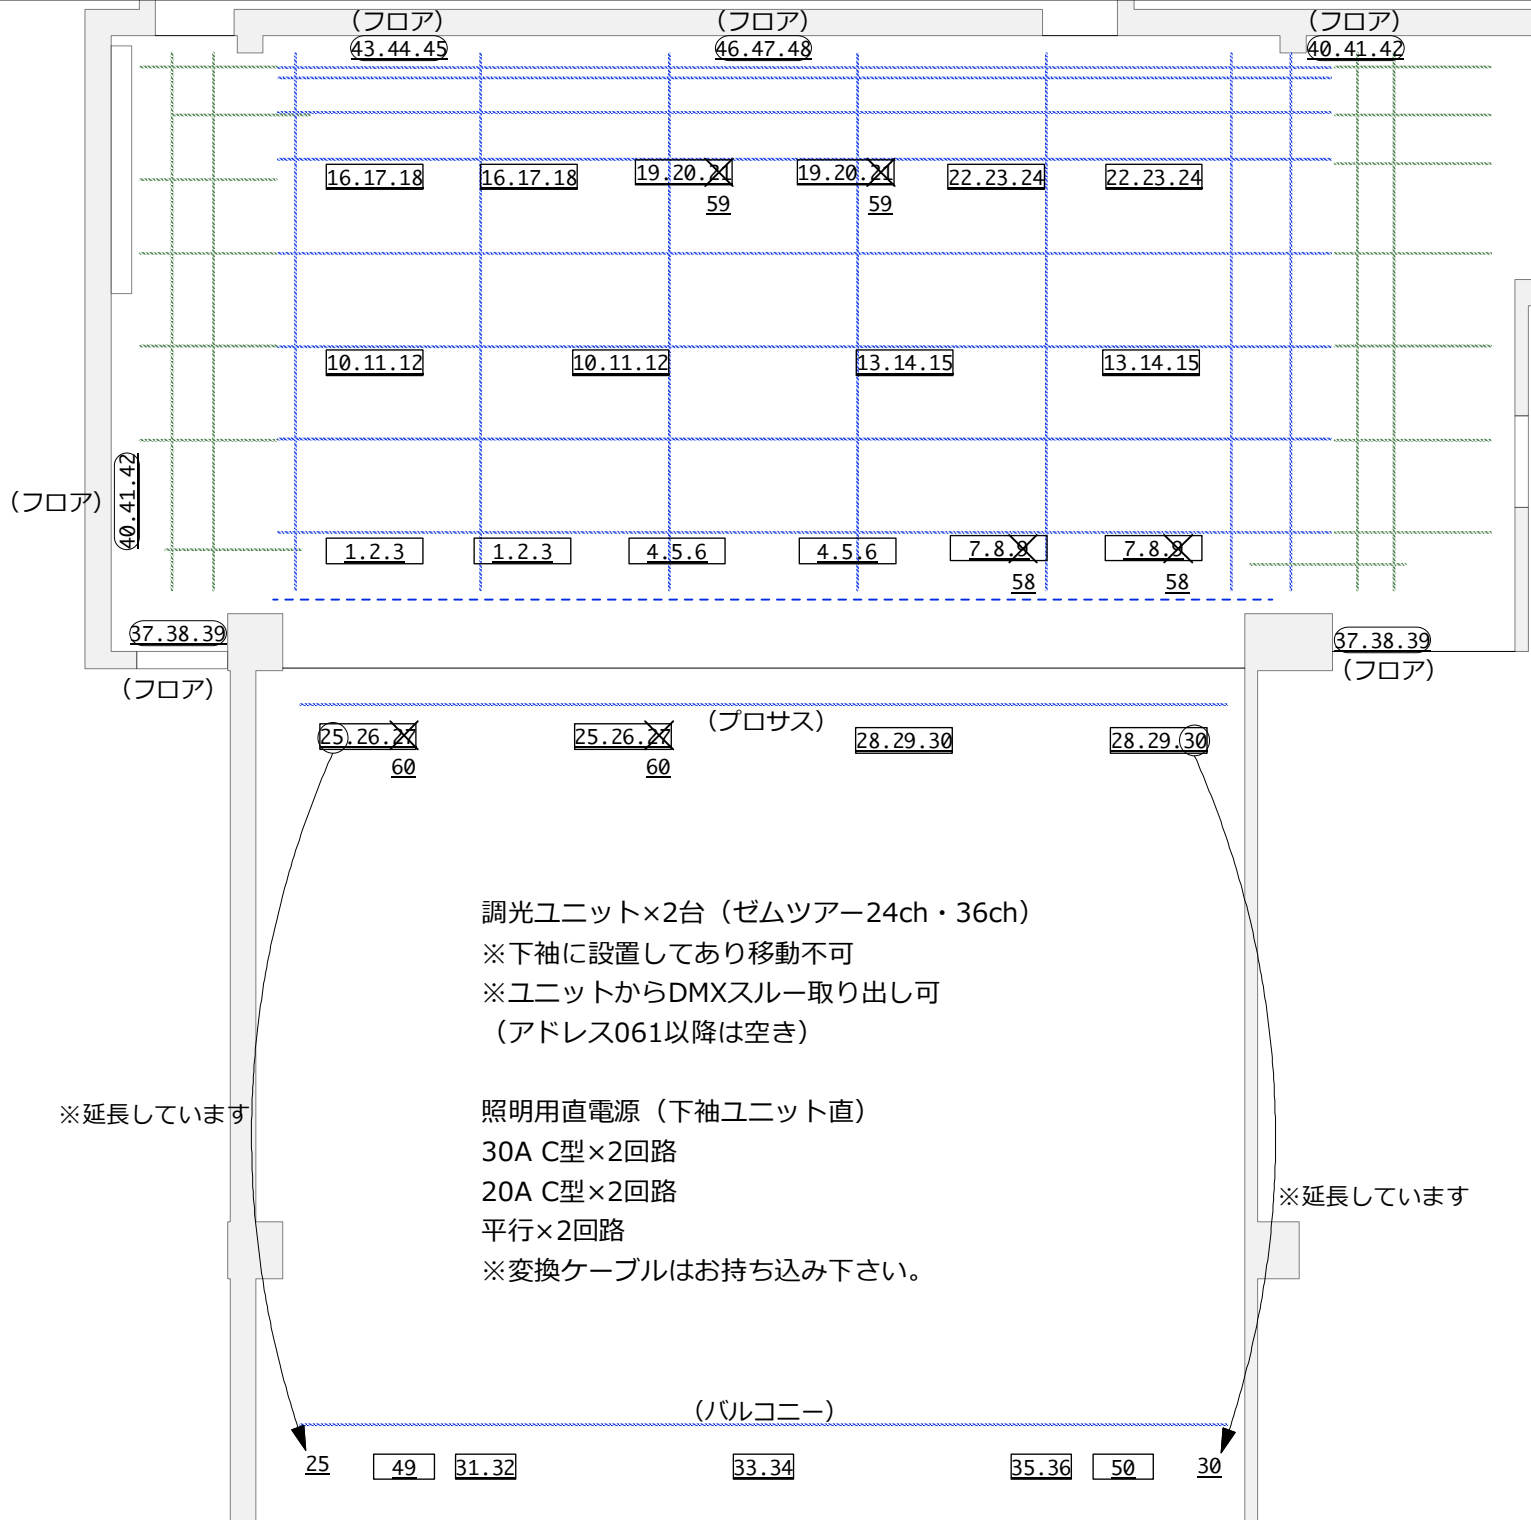 （フロア） （フロア） （フロア）
43.44.45 46.47.48 40.41.42
16.17.18 16.17.18 19.20.21 19.20.21 22.23.24 22.23.24
59 59
10.11.12 10.11.12 13.14.15 13.14.15
（フロア） 40.41.42
1.2.3 1.2.3 4.5.6 4.5.6 7.8.9 7.8.9
58 58
37.38.39 37.38.39
（フロア） （フロア）
（プロサス）
25.26.27 25.26.27 28.29.30 28.29.30
60 60
調光ユニット×2台（ゼムツアー24ch・36ch）
※下袖に設置してあり移動不可
※ユニットからDMXスルー取り出し可
（アドレス061以降は空き）
照明用直電源（下袖ユニット直）
30A C型×2回路
20A C型×2回路
平行×2回路
※変換ケーブルはお持ち込み下さい。
※延長しています
※延長しています
（バルコニー）
25 49 31.32 33.34 35.36 50 30